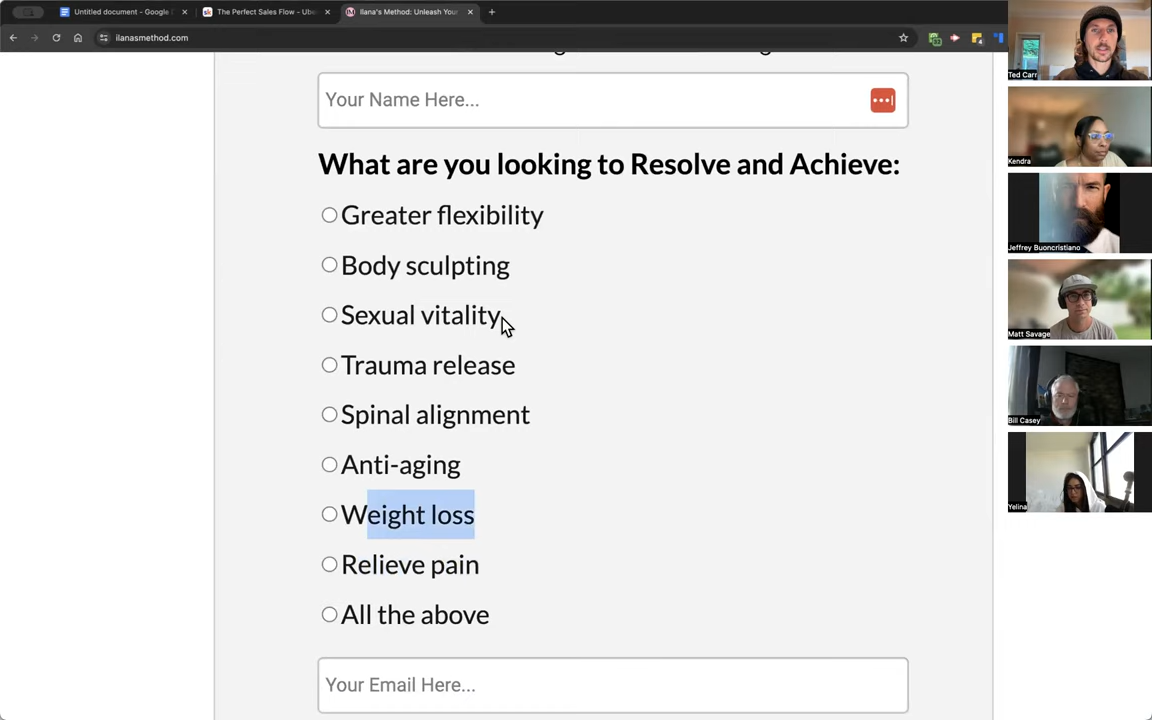 Untitled document - Google
The Perfect Sales Flow - Ub
Ilana's Method: Unleash You
ilanasmethod.com
Your Name Here...
What are you looking to Resolve and Achieve:
Greater flexibility
Body sculpting
Sexual vitality
Trauma release
Spinal alignment
Anti-aging
Weight loss
Relieve pain
All the above
Your Email Here...
Ted Carr
Kendra
Jeffrey Buoncristiano
Matt Savage
Bill Casey
Yelina